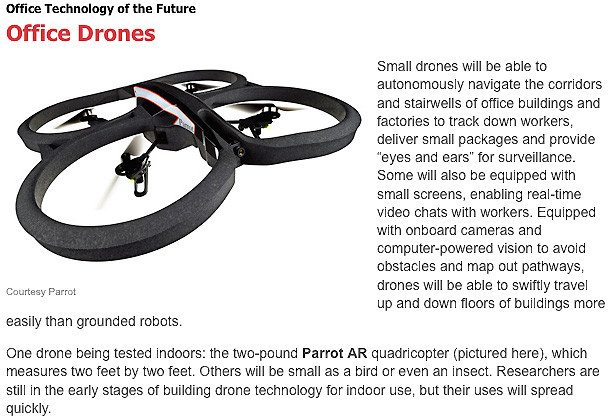 Office Technology of the Future
Office Drones
Small drones will be able to
autonomously navigate the corridors
and stairwells of office buildings and
factories to track down workers,
deliver small packages and provide
“eyes and ears” for surveillance.
Some will also be equipped with
small screens, enabling real-time
video chats with workers. Equipped
with onboard cameras and
computer-powered vision to avoid
obstacles and map out pathways,
drones will be able to swiftly travel
Courtesy Parrot
up and down floors of buildings more
easily than grounded robots.
One drone being tested indoors: the two-pound Parrot AR quadricopter (pictured here), which
measures two feet by two feet. Others will be small as a bird or even an insect. Researchers are
still in the early stages of building drone technology for indoor use, but their uses will spread
quickly.